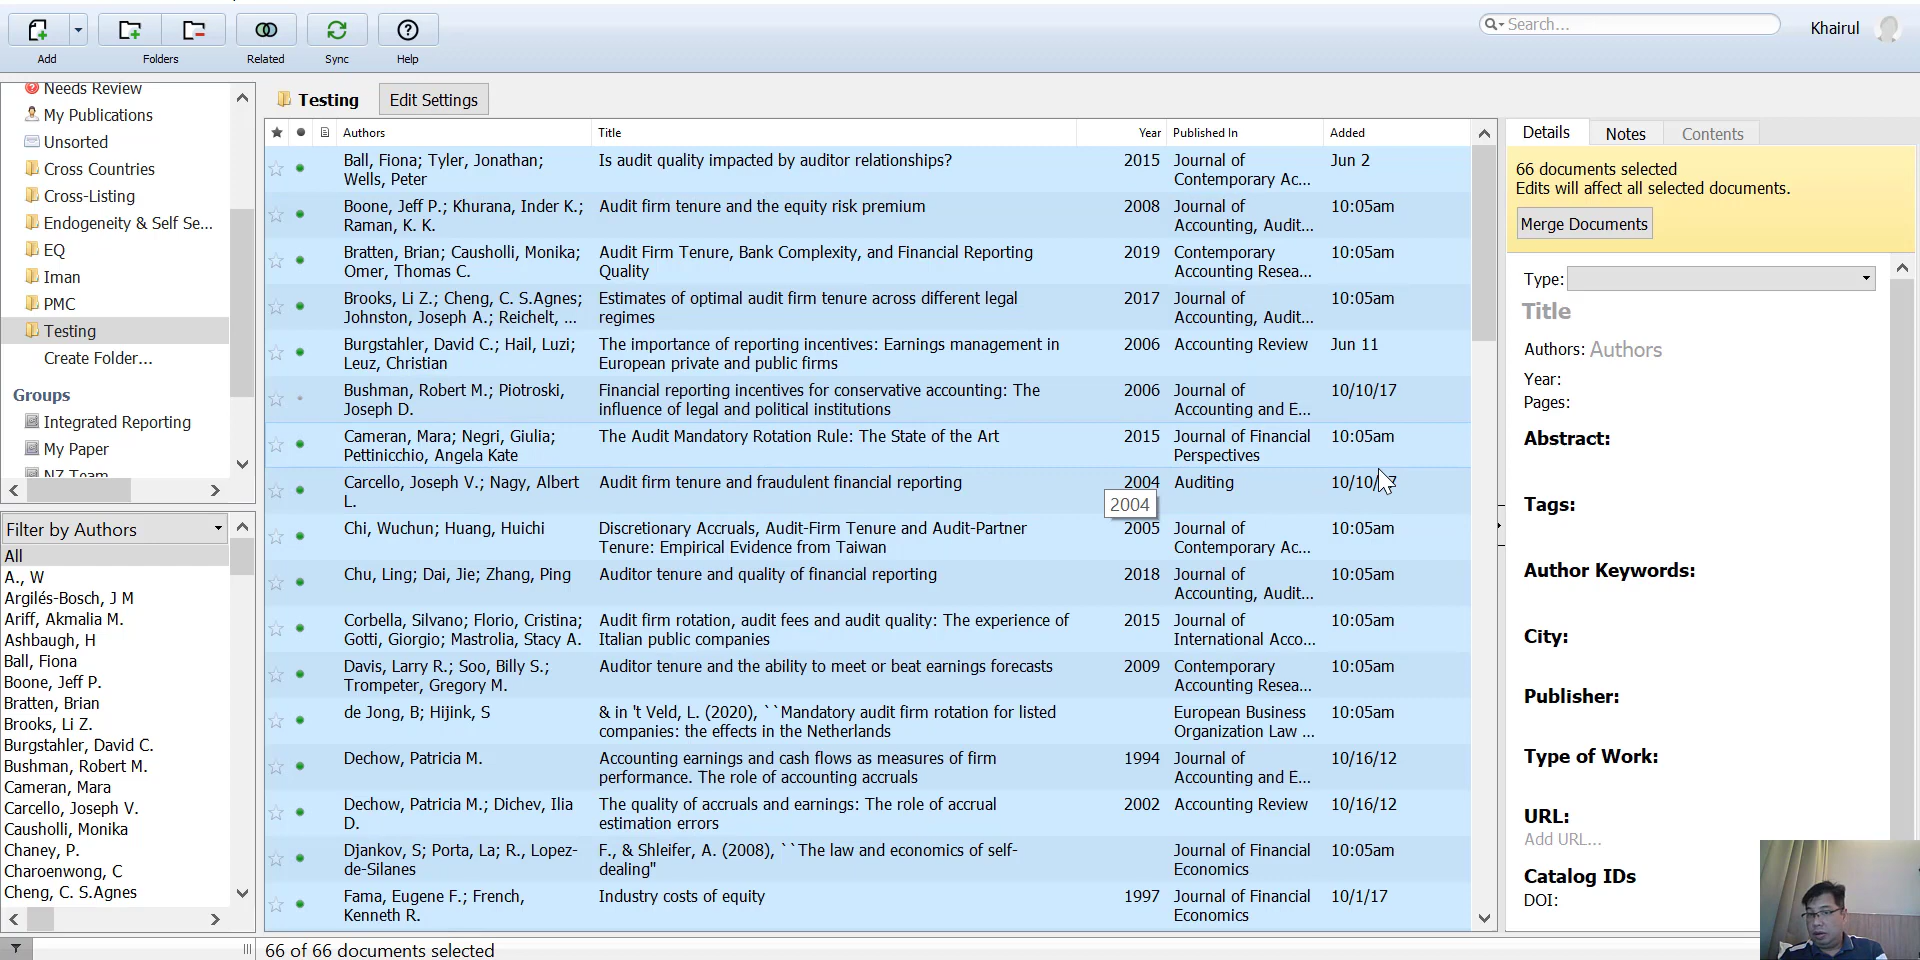 Search...
Khairul
Add
Folders
Related
Sync
Help
Needs Review
My Publications
Unsorted
Cross Countries
Cross-Listing
Endogeneity & Self Se...
EQ
Iman
PMC
Testing
Create Folder...
Groups
Integrated Reporting
My Paper
NZ Team
Filter by Authors
All
A., W
Argilés-Bosch, J M
Ariff, Akmalia M.
Ashbaugh, H
Ball, Fiona
Boone, Jeff P.
Bratten, Brian
Brooks, Li Z.
Burgstahler, David C.
Bushman, Robert M.
Cameran, Mara
Carcello, Joseph V.
Causholli, Monika
Chaney, P.
Charoenwong, C
Cheng, C. S.Agnes
Testing
Edit Settings
Authors Title Year Published In Added
Ball, Fiona; Tyler, Jonathan; Is audit quality impacted by auditor relationships? 2015 Journal of Jun 2
Wells, Peter Contemporary Ac...
Boone, Jeff P.; Khurana, Inder K.; Audit firm tenure and the equity risk premium 2008 Journal of 10:05am
Raman, K. K. Accounting, Audit...
Bratten, Brian; Causholli, Monika; Audit Firm Tenure, Bank Complexity, and Financial Reporting 2019 Contemporary 10:05am
Omer, Thomas C. Quality Accounting Resea...
Brooks, Li Z.; Cheng, C. S.Agnes; Estimates of optimal audit firm tenure across different legal 2017 Journal of 10:05am
Johnston, Joseph A.; Reichelt, ... regimes Accounting, Audit...
Burgstahler, David C.; Hail, Luzi; The importance of reporting incentives: Earnings management in 2006 Accounting Review Jun 11
Leuz, Christian European private and public firms
Bushman, Robert M.; Piotroski, Financial reporting incentives for conservative accounting: The 2006 Journal of 10/10/17
Joseph D. influence of legal and political institutions Accounting and E...
Cameran, Mara; Negri, Giulia; The Audit Mandatory Rotation Rule: The State of the Art 2015 Journal of Financial 10:05am
Pettinicchio, Angela Kate Perspectives
Carcello, Joseph V.; Nagy, Albert Audit firm tenure and fraudulent financial reporting 2004 Auditing
L.
2004
Chi, Wuchun; Huang, Huichi Discretionary Accruals, Audit-Firm Tenure and Audit-Partner 2005 Journal of 10:05am
Tenure: Empirical Evidence from Taiwan Contemporary Ac...
Chu, Ling; Dai, Jie; Zhang, Ping Auditor tenure and quality of financial reporting 2018 Journal of 10:05am
Accounting, Audit...
Corbella, Silvano; Florio, Cristina; Audit firm rotation, audit fees and audit quality: The experience of 2015 Journal of 10:05am
Gotti, Giorgio; Mastrolia, Stacy A. Italian public companies International Acco...
Davis, Larry R.; Soo, Billy S.; Auditor tenure and the ability to meet or beat earnings forecasts 2009 Contemporary 10:05am
Trompeter, Gregory M. Accounting Resea...
de Jong, B; Hijink, S & in 't Veld, L. (2020), ``Mandatory audit firm rotation for listed European Business 10:05am
companies: the effects in the Netherlands Organization Law ...
Dechow, Patricia M. Accounting earnings and cash flows as measures of firm 1994 Journal of 10/16/12
performance. The role of accounting accruals Accounting and E...
Dechow, Patricia M.; Dichev, Ilia The quality of accruals and earnings: The role of accrual 2002 Accounting Review 10/16/12
D. estimation errors
Djankov, S; Porta, La; R., Lopez- F., & Shleifer, A. (2008), ``The law and economics of self- Journal of Financial 10:05am
de-Silanes dealing" Economics
Fama, Eugene F.; French, Industry costs of equity 1997 Journal of Financial 10/1/17
Kenneth R. Economics
66 of 66 documents selected
Details Notes Contents
66 documents selected
Edits will affect all selected documents.
Merge Documents
Type:
Title
Authors: Authors
Year:
Pages:
Abstract:
Tags:
Author Keywords:
City:
Publisher:
Type of Work:
URL:
Add URL...
Catalog IDs
DOI: